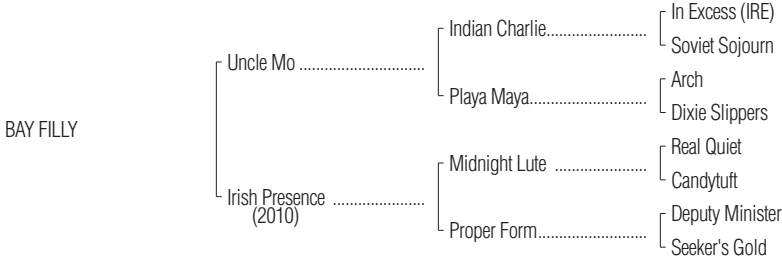 In Excess (IRE)
Indian Charlie........................
Soviet Sojourn
Uncle Mo ............................
Arch
Playa Maya............................
Dixie Slippers
BAY FILLY
Real Quiet
Midnight Lute .....................
Candytuft
Irish Presence .....................
(2010)
Deputy Minister
Proper Form..........................
Seeker's Gold